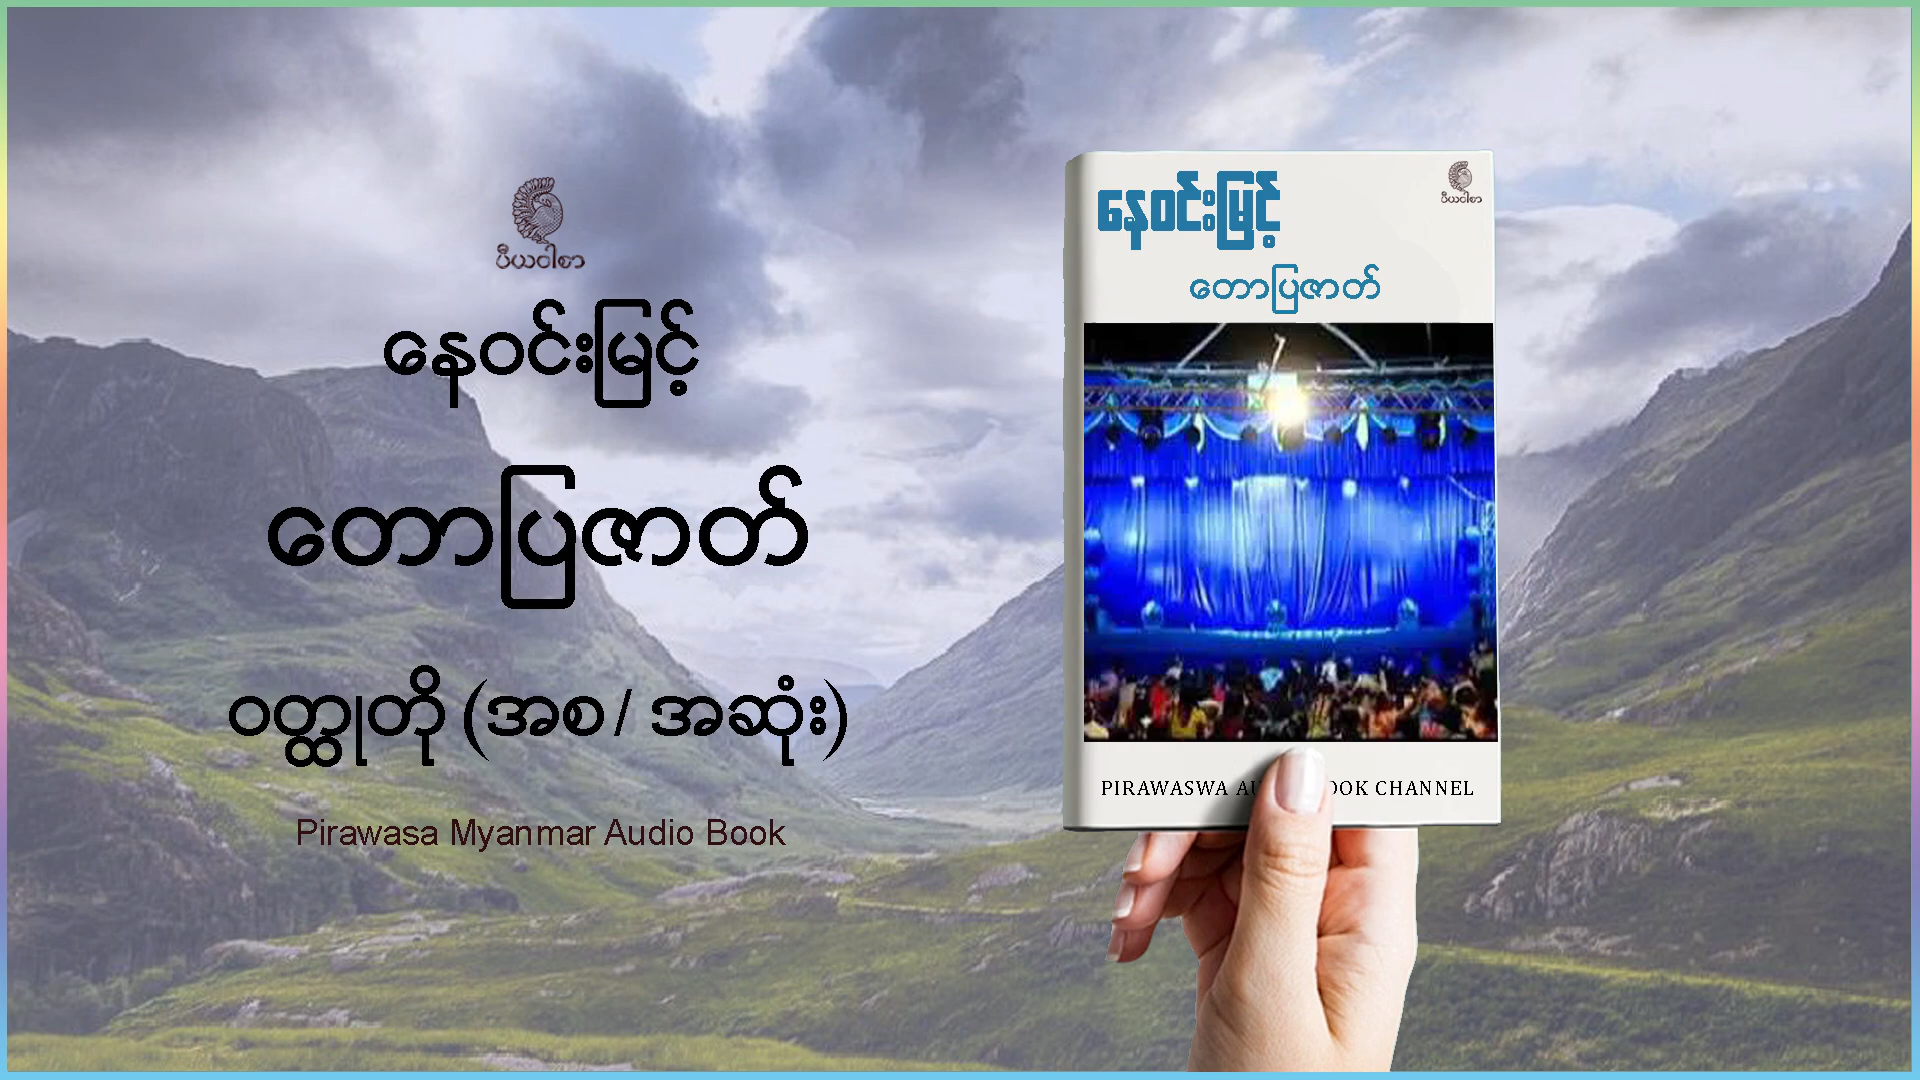 ပီယဝါစာ
နေဝင်းမြင့်
တောပြဇာတ်
ဝတ္ထုတို (အစ / အဆုံး)
Pirawasa Myanmar Audio Book
နေဝင်းမြင့်
ပီယဝါစာ
တောပြဇာတ်
PIRAWASWA OOK CHANNEL